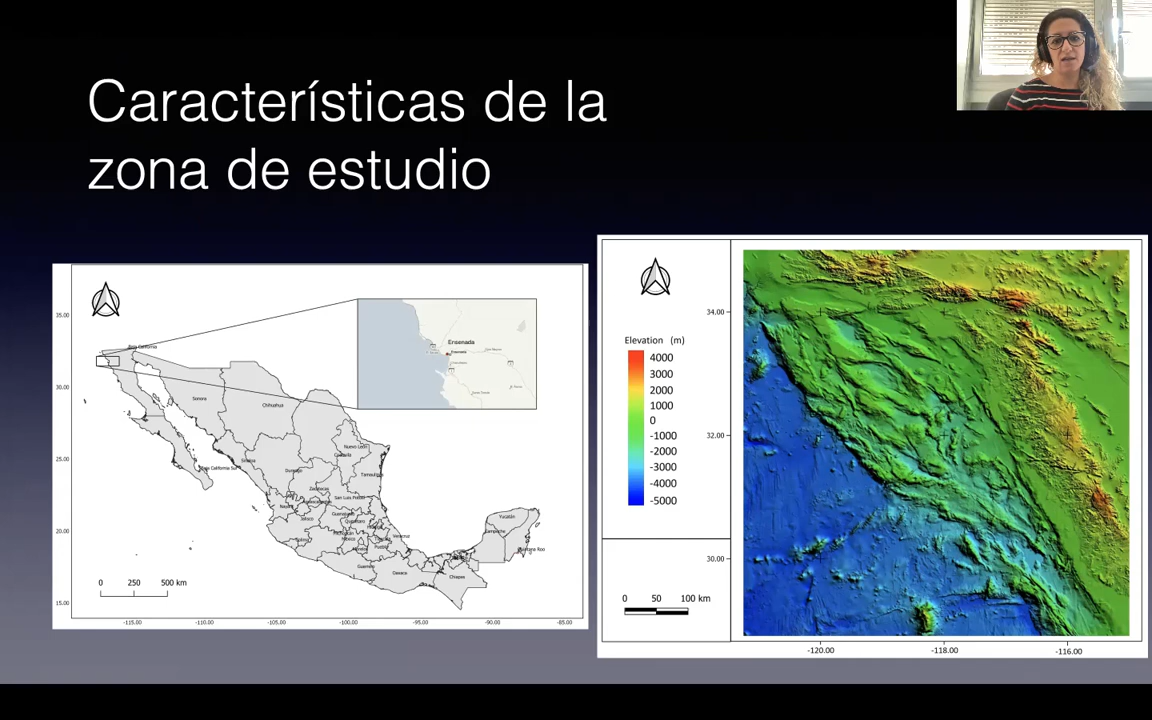 Características de la
zona de estudio
35.00
30.00
25.00
20.00
15.00
-115.00
-110.00
-105.00
-100.00
-95.00
-90.00
-85.00
0 250 500 km
Baja California
Sonora
Chihuahua
Nuevo León
Coahuila
Sinaloa
Baja California Sur
Durango
Tamaulipas
Zacatecas
San Luis Potosí
Aguascalientes
Nayarit
Guanajuato
Jalisco
Querétaro
Veracruz
México
Puebla
Guerrero
Oaxaca
Chiapas
Yucatán
Campeche
Quintana Roo
Ensenada
Ensenada
Elevation (m)
4000
3000
2000
1000
0
-1000
-2000
-3000
-4000
-5000
0 50 100 km
34.00
32.00
30.00
-120.00
-118.00
-116.00